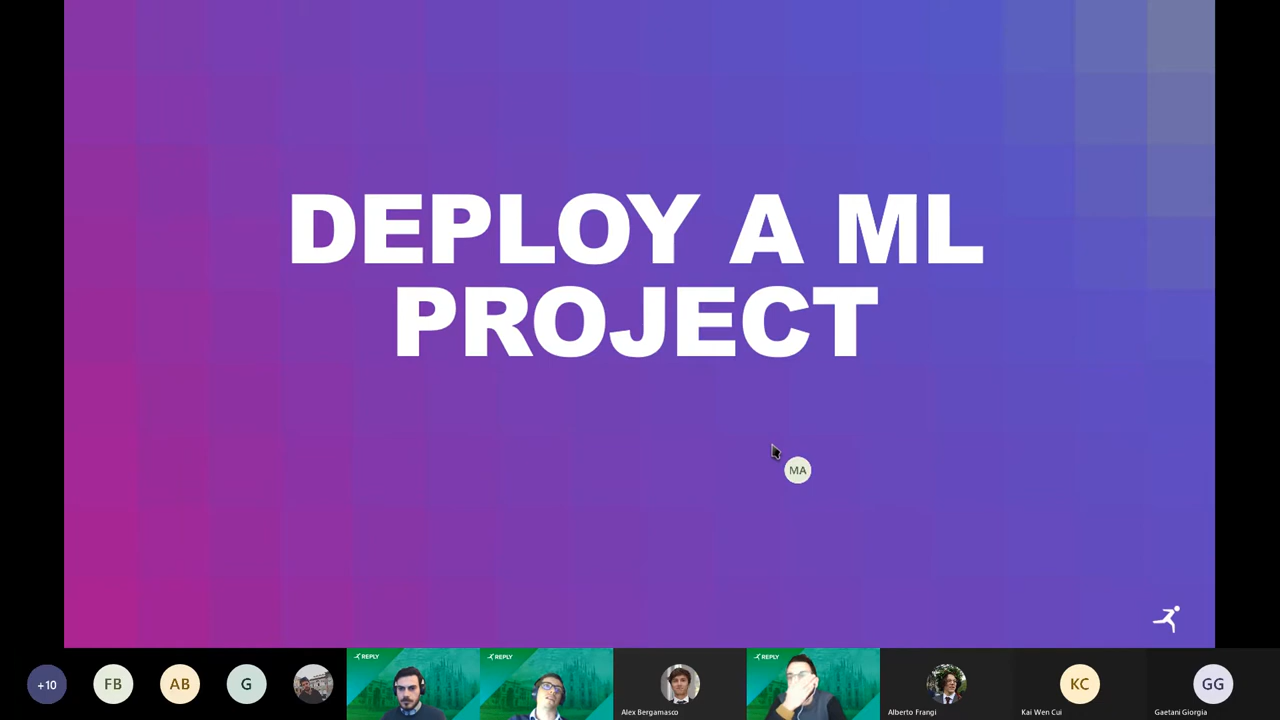 DEPLOY A ML
PROJECT
MA
REPLY
REPLY
REPLY
+10
FB
AB
G
KC
GG
Alex Bergamasco
Alberto Frangi
Kai Wen Cui
Gaetani Giorgia